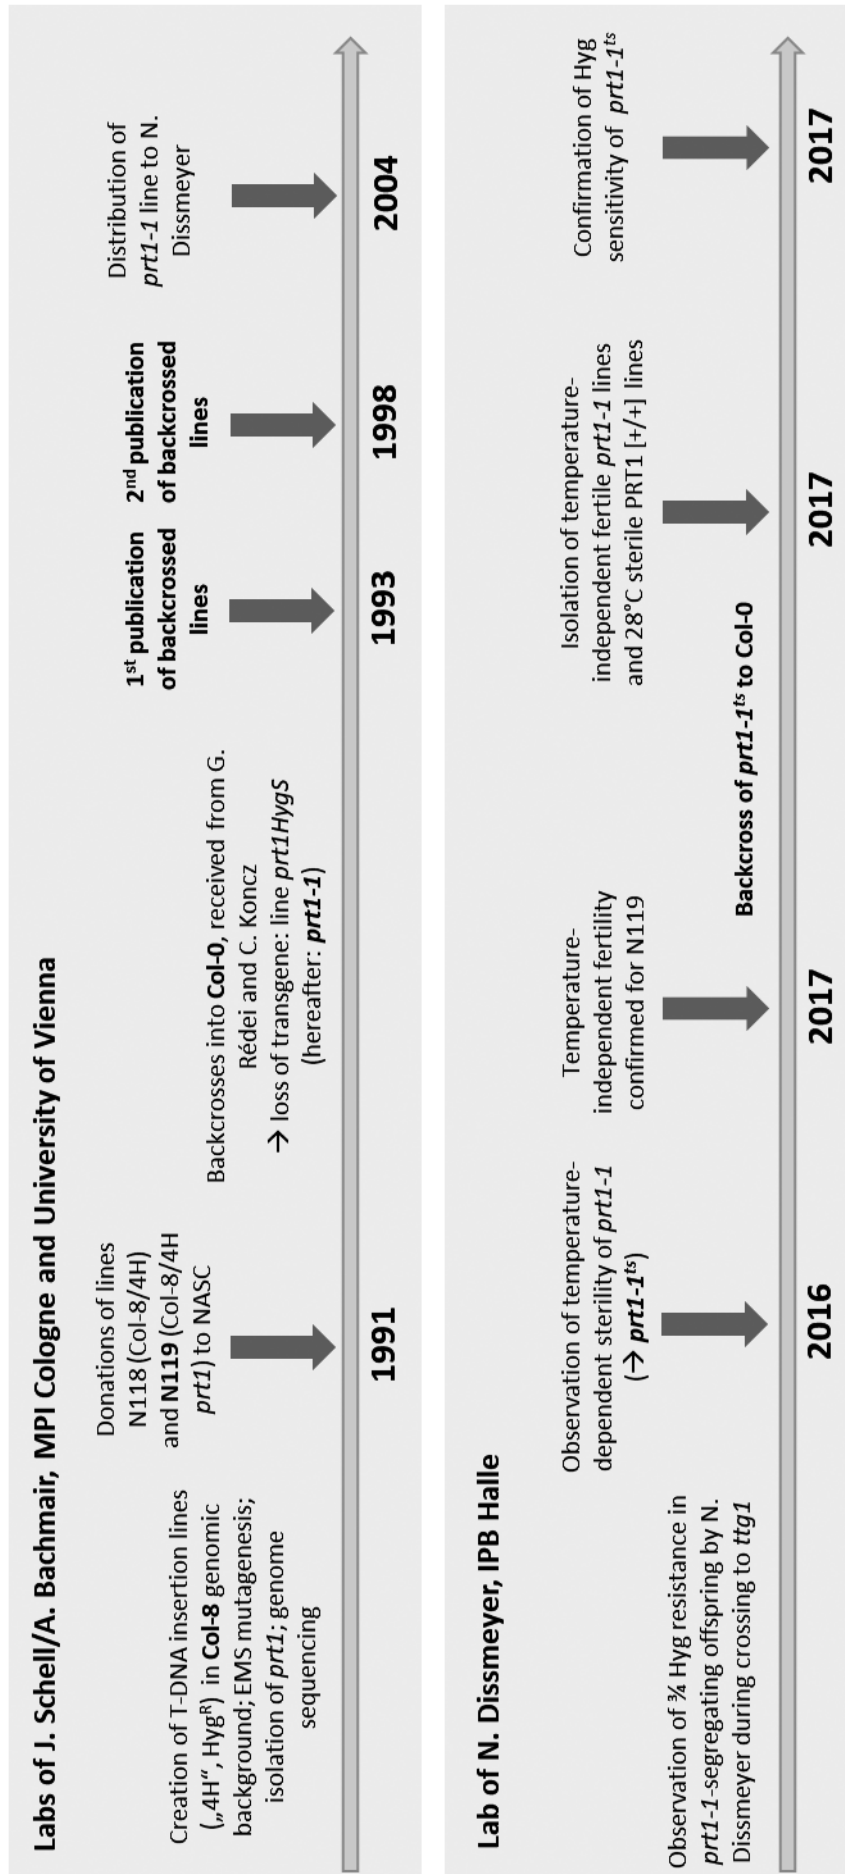 Labs of J. Schell/A. Bachmair, MPI Cologne and University of Vienna
Creation of T-DNA insertion lines
(„4H“, Hygᴿ) in Col-8 genomic
background; EMS mutagenesis;
isolation of prt1; genome
sequencing
Donations of lines
N118 (Col-8/4H)
and N119 (Col-8/4H
prt1) to NASC
1991
Backcrosses into Col-0, received from G.
Rédei and C. Koncz
→ loss of transgene: line prt1HygS
(hereafter: prt1-1)
1st publication
of backcrossed
lines
1993
2nd publication
of backcrossed
lines
1998
Distribution of
prt1-1 line to N.
Dissmeyer
2004
Lab of N. Dissmeyer, IPB Halle
Observation of ¾ Hyg resistance in
prt1-1-segregating offspring by N.
Dissmeyer during crossing to ttg1
Observation of temperature-
dependent sterility of prt1-1
(→ prt1-1ts)
2016
Temperature-
independent fertility
confirmed for N119
2017
Backcross of prt1-1ts to Col-0
Isolation of temperature-
independent fertile prt1-1 lines
and 28°C sterile PRT1 [+/+] lines
2017
Confirmation of Hyg
sensitivity of prt1-1ts
2017